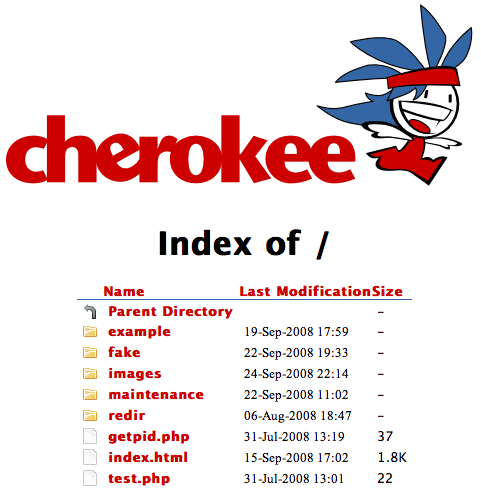 cherokee
Index of /
Name Last Modification Size
Parent Directory -
example 19-Sep-2008 17:59 -
fake 22-Sep-2008 19:33 -
images 24-Sep-2008 22:14 -
maintenance 22-Sep-2008 11:02 -
redir 06-Aug-2008 18:47 -
getpid.php 31-Jul-2008 13:19 37
index.html 15-Sep-2008 17:02 1.8K
test.php 31-Jul-2008 13:01 22